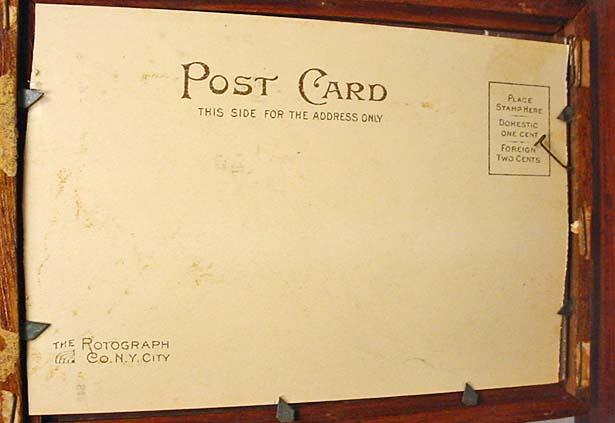 POST CARD
THIS SIDE FOR THE ADDRESS ONLY
PLACE
STAMP HERE
DOMESTIC
ONE CENT
FOREIGN
TWO CENTS
THE ROTOGRAPH
CO. N.Y. CITY